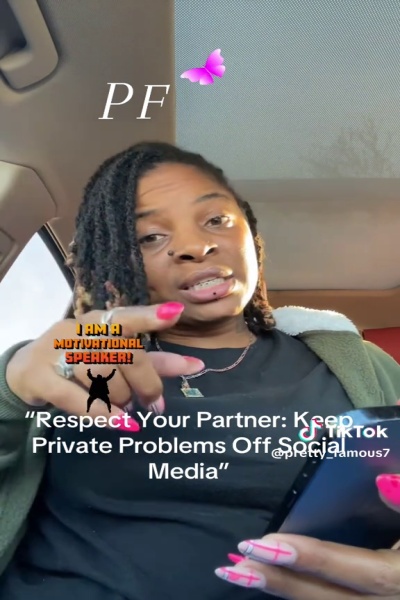 PF
I AM A
MOTIVATIONAL
SPEAKER!
“Respect Your Partner: Keep
Private Problems Off Social
Media”
TikTok
@pretty_famous7